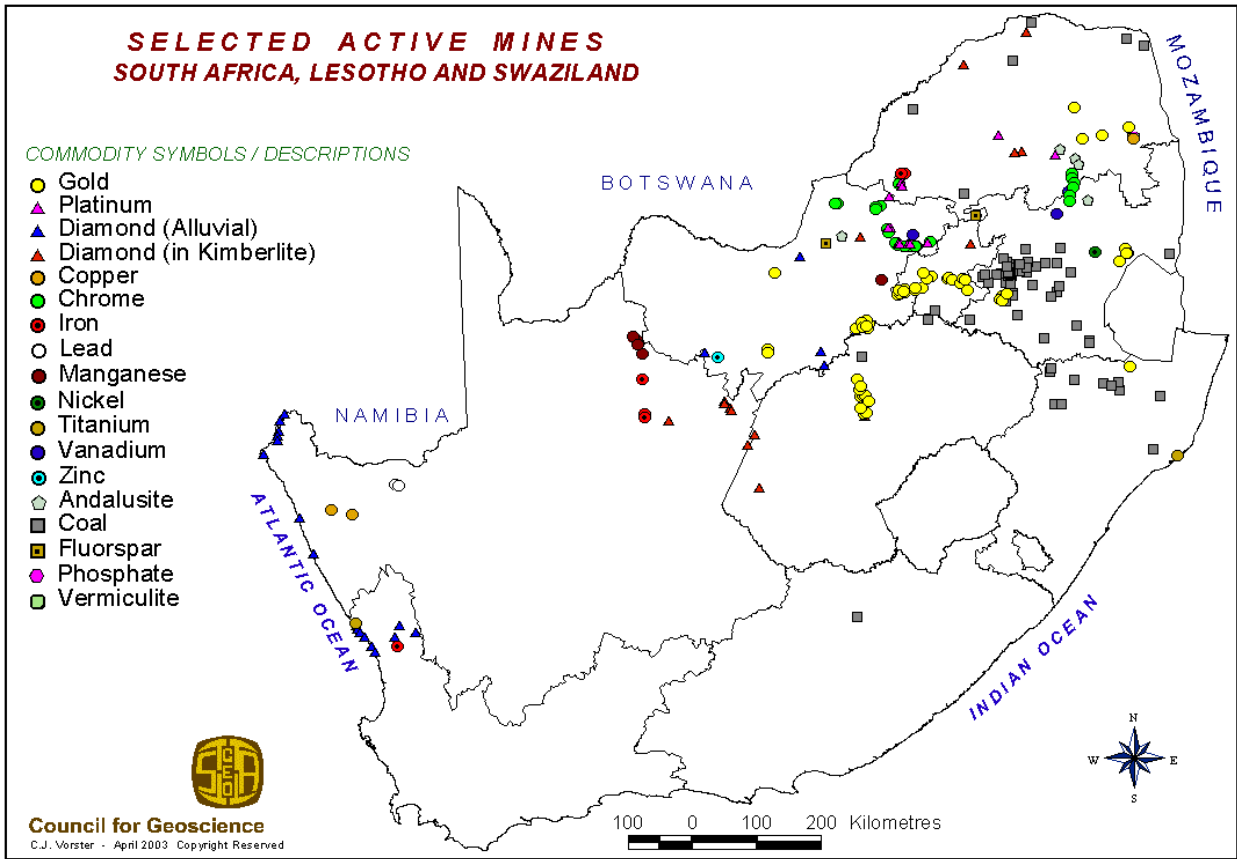 SELECTED ACTIVE MINES
SOUTH AFRICA, LESOTHO AND SWAZILAND
COMMODITY SYMBOLS / DESCRIPTIONS
Gold
Platinum
Diamond (Alluvial)
Diamond (in Kimberlite)
Copper
Chrome
Iron
Lead
Manganese
Nickel
Titanium
Vanadium
Zinc
Andalusite
Coal
Fluorspar
Phosphate
Vermiculite
BOTSWANA
MOZAMBIQUE
NAMIBIA
ATLANTIC OCEAN
INDIAN OCEAN
N
W E
S
S GEO A
Council for Geoscience
C.J. Vorster - April 2003 Copyright Reserved
100 0 100 200 Kilometres